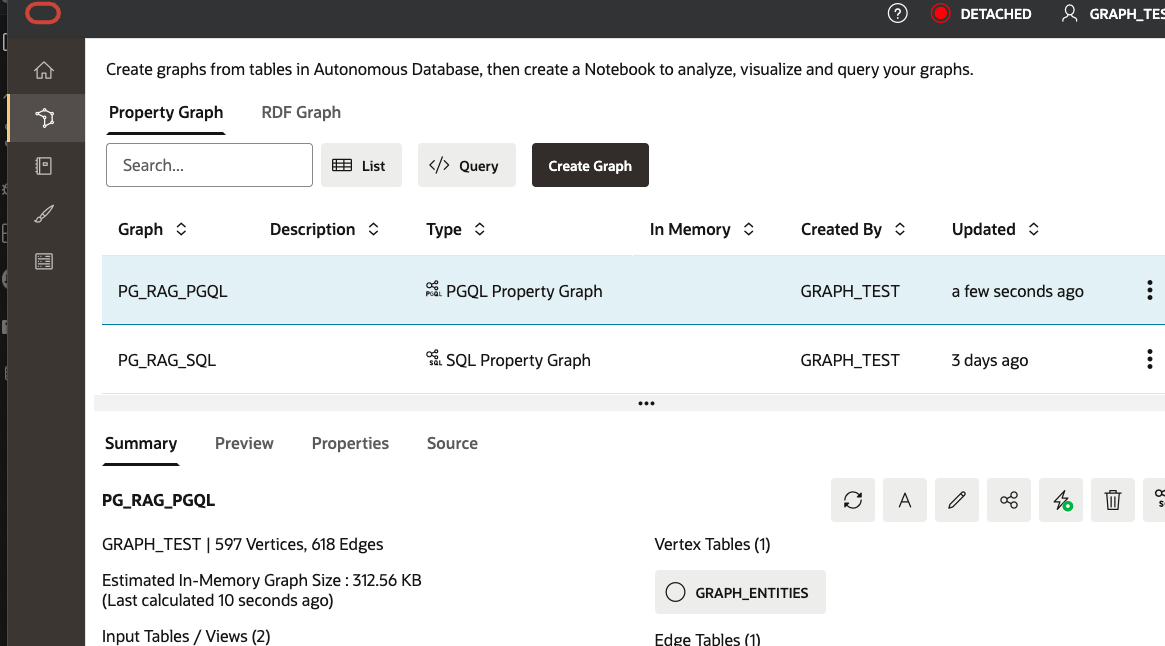 DETACHED GRAPH_TES
Create graphs from tables in Autonomous Database, then create a Notebook to analyze, visualize and query your graphs.
Property Graph RDF Graph
Search... List </> Query Create Graph
Graph Description Type In Memory Created By Updated
PG_RAG_PGQL PGQL PGQL Property Graph GRAPH_TEST a few seconds ago
PG_RAG_SQL SQL SQL Property Graph GRAPH_TEST 3 days ago
Summary Preview Properties Source
PG_RAG_PGQL
A
GRAPH_TEST | 597 Vertices, 618 Edges Vertex Tables (1)
Estimated In-Memory Graph Size : 312.56 KB
(Last calculated 10 seconds ago) GRAPH_ENTITIES
Input Tables / Views (2) Edge Tables (1)